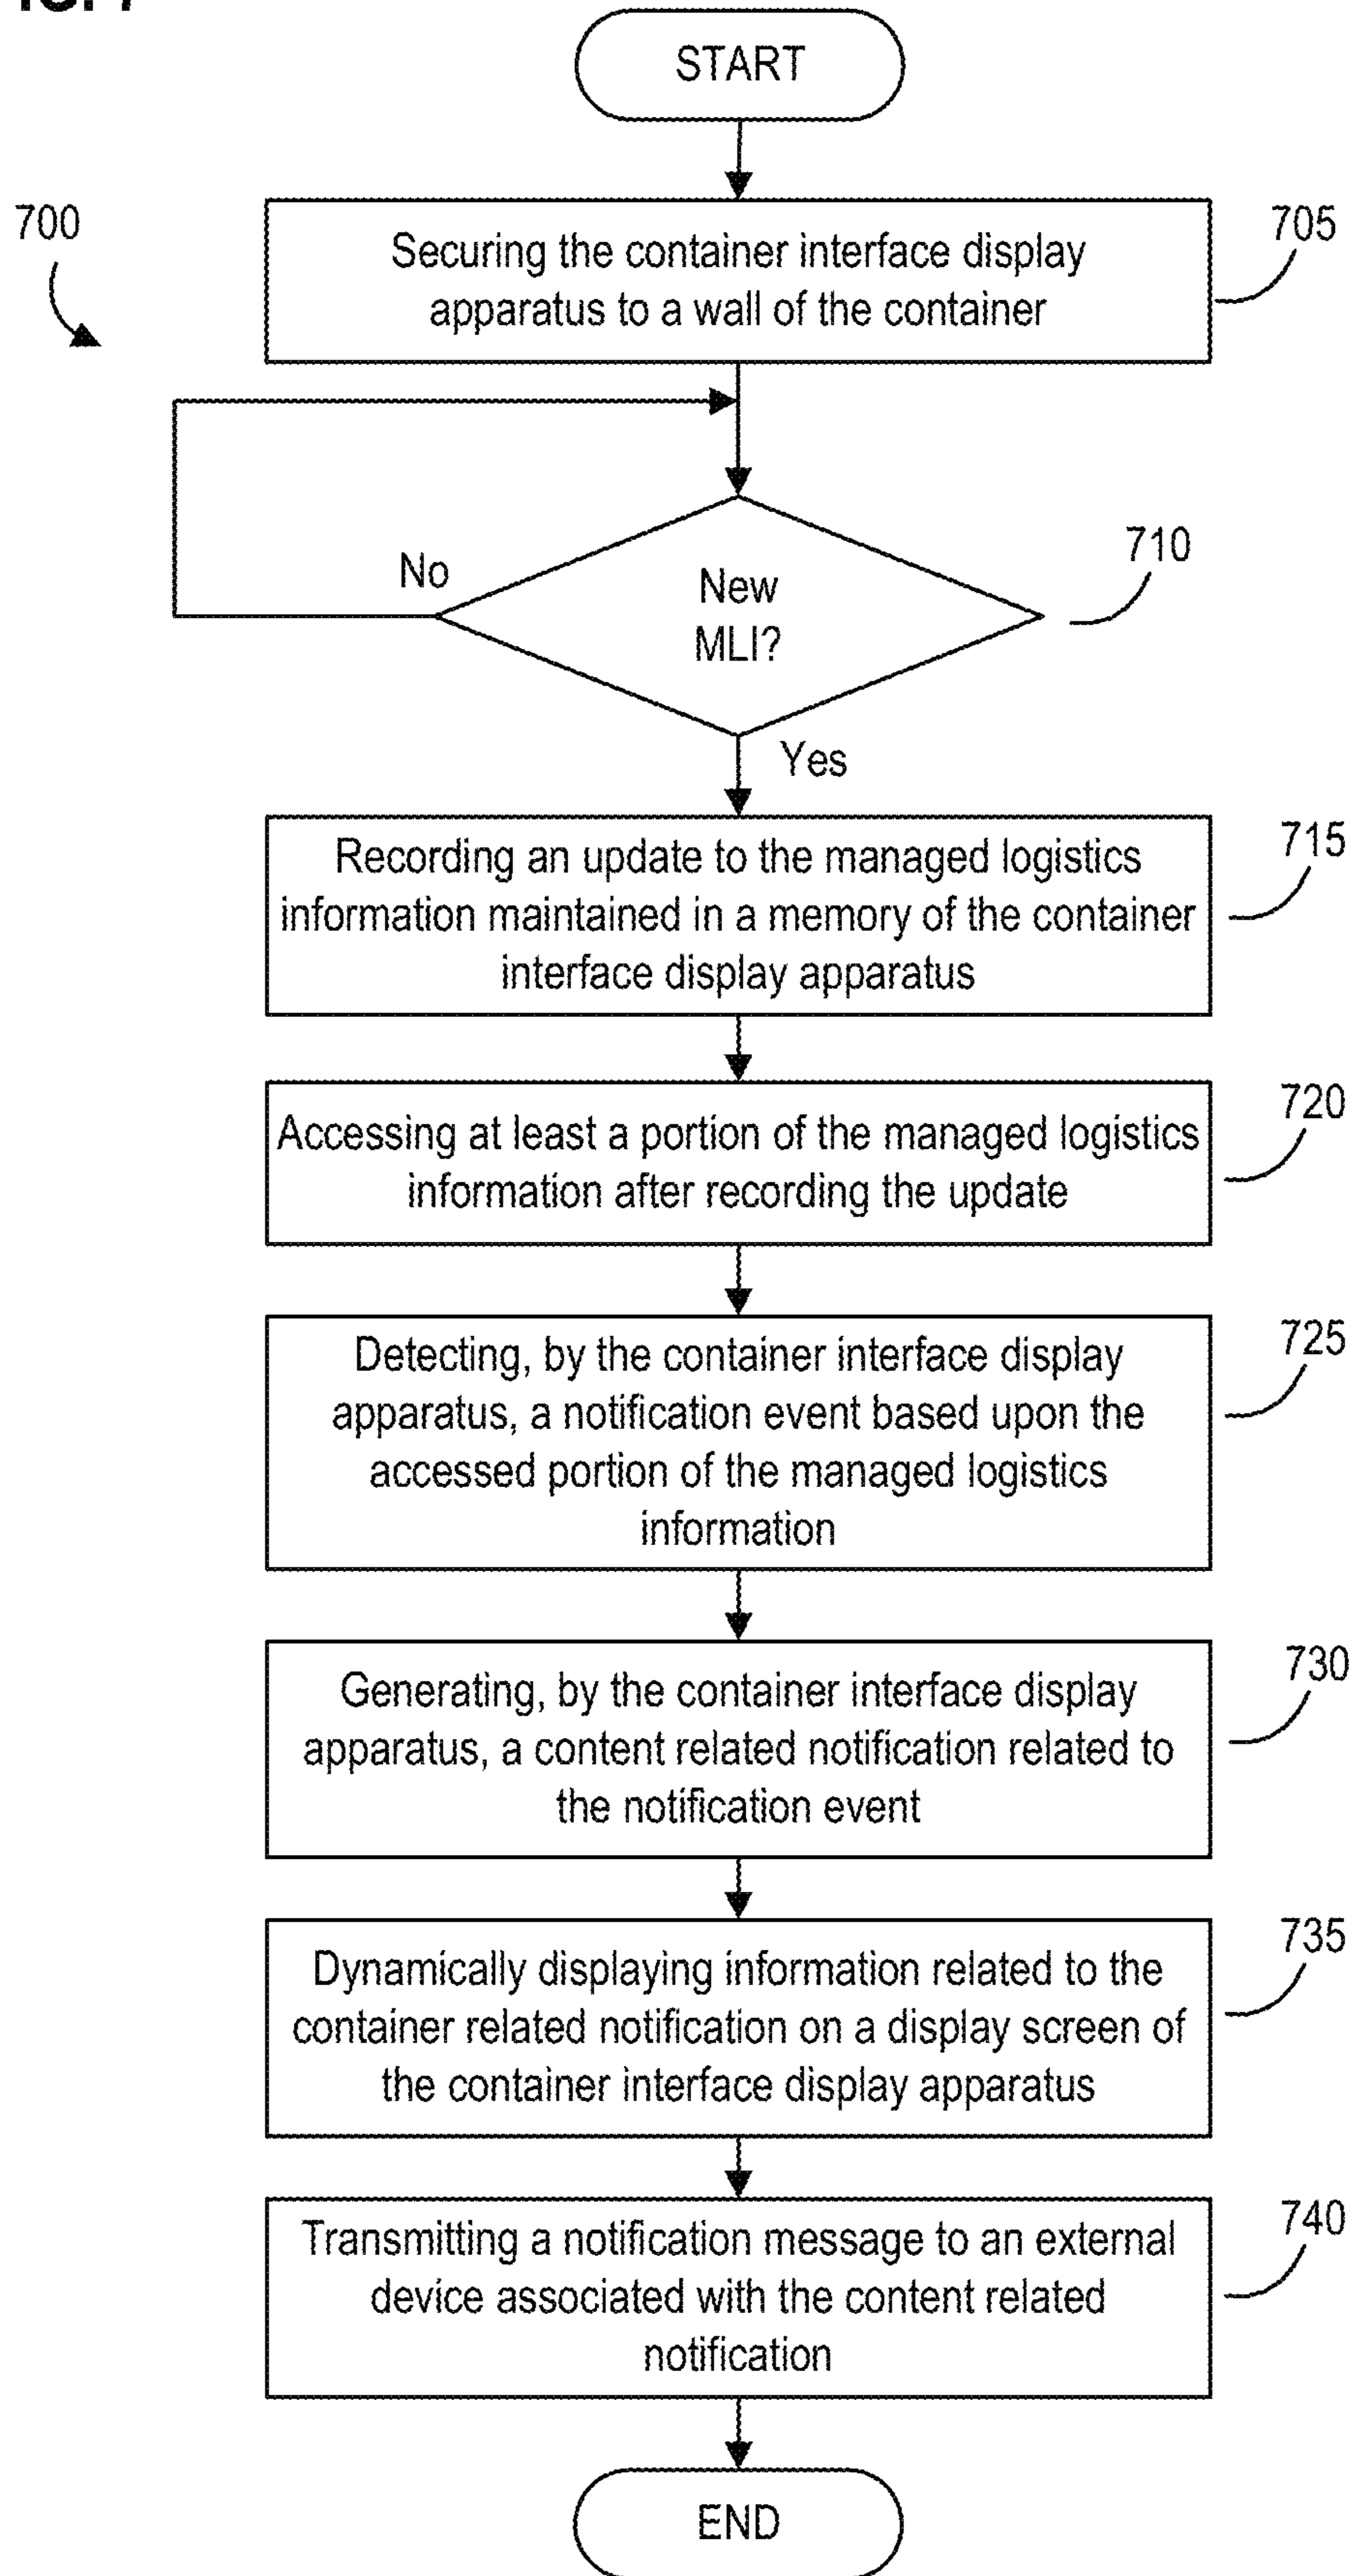 START
700
705
Securing the container interface display
apparatus to a wall of the container
710
No
New
MLI?
Yes
715
Recording an update to the managed logistics
information maintained in a memory of the container
interface display apparatus
720
Accessing at least a portion of the managed logistics
information after recording the update
725
Detecting, by the container interface display
apparatus, a notification event based upon the
accessed portion of the managed logistics
information
730
Generating, by the container interface display
apparatus, a content related notification related to
the notification event
735
Dynamically displaying information related to the
container related notification on a display screen of
the container interface display apparatus
740
Transmitting a notification message to an external
device associated with the content related
notification
END